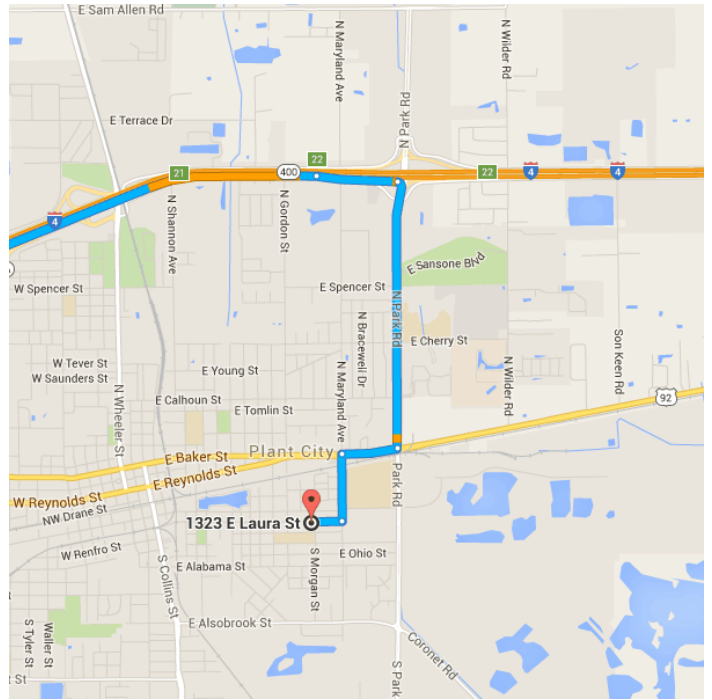 E Sam Allen Rd
N Maryland Ave
N Wilder Rd
N Park Rd
E Terrace Dr
21
400
22
22
4
4
4
N Shannon Ave
N Gordon St
E Sansone Blvd
W Spencer St
E Spencer St
N Park Rd
N Bracewell Dr
E Cherry St
Son Keen Rd
W Tever St
W Saunders St
E Young St
N Maryland Ave
N Wilder Rd
N Wheeler St
E Calhoun St
E Tomlin St
92
Plant City
E Baker St
E Reynolds St
W Reynolds St
Park Rd
NW Drane St
1323 E Laura St
W Renfro St
E Ohio St
E Alabama St
S Morgan St
S Collins St
E Alsobrook St
S Tyler St
Waller St
Coronet Rd
S Park